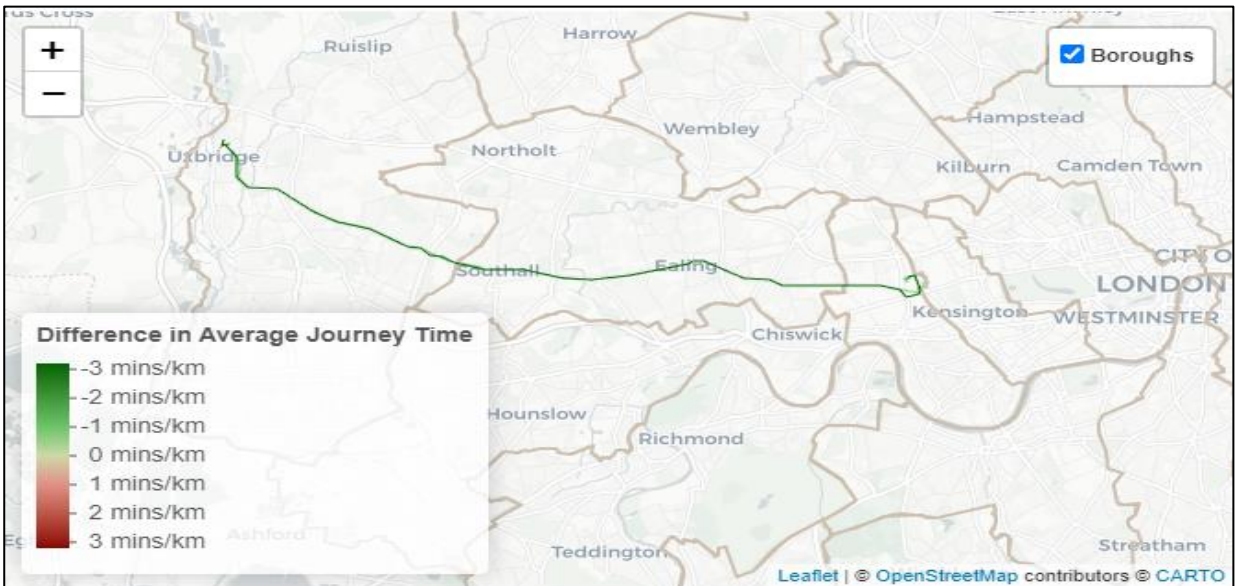 Ruislip
Harrow
+
−
Boroughs
Hampstead
Wembley
Northolt
Uxbridge
Kilburn
Camden Town
Southall
Ealing
CITY O
LONDON
Kensington
WESTMINSTER
Chiswick
Difference in Average Journey Time
-3 mins/km
-2 mins/km
-1 mins/km
0 mins/km
1 mins/km
2 mins/km
3 mins/km
Hounslow
Richmond
Ashford
Teddington
Streatham
Leaflet | © OpenStreetMap contributors © CARTO